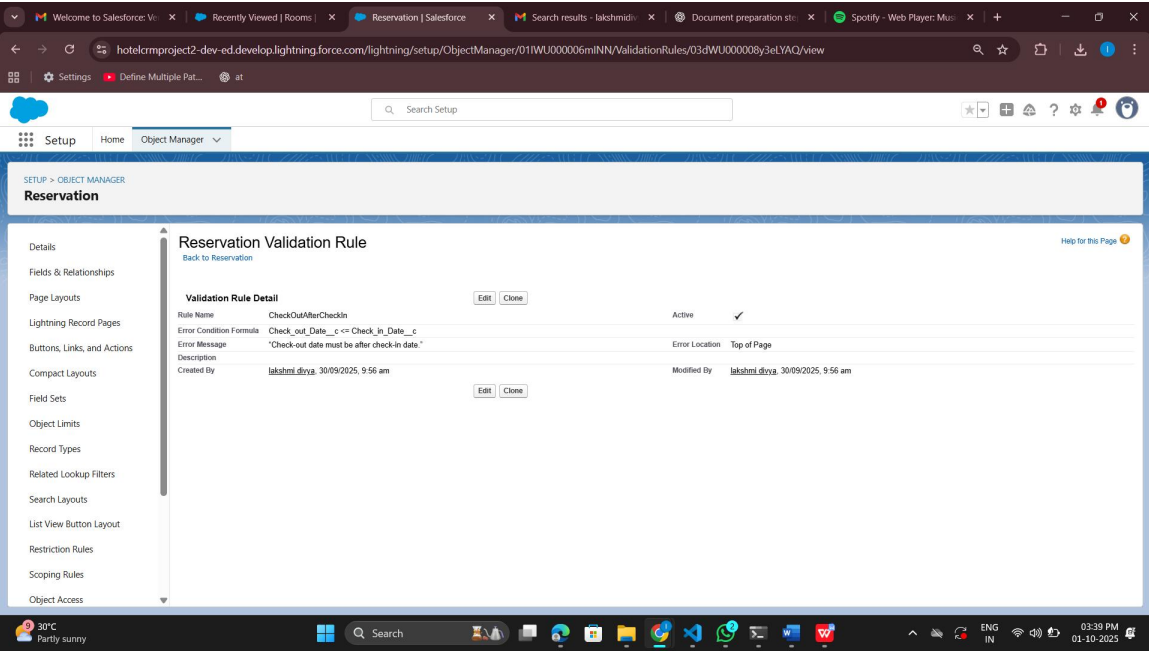 Welcome to Salesforce: Ve
Recently Viewed | Rooms |
Reservation | Salesforce
Search results - lakshmidiv
Document preparation ste
Spotify - Web Player: Mus
hotelcrmproject2-dev-ed.develop.lightning.force.com/lightning/setup/ObjectManager/01IWU000006mINN/ValidationRules/03dWU000008y3eLYAQ/view
Settings
Define Multiple Pat...
at
Search Setup
1
Setup
Home
Object Manager
SETUP > OBJECT MANAGER
Reservation
Details
Fields & Relationships
Page Layouts
Lightning Record Pages
Buttons, Links, and Actions
Compact Layouts
Field Sets
Object Limits
Record Types
Related Lookup Filters
Search Layouts
List View Button Layout
Restriction Rules
Scoping Rules
Object Access
Reservation Validation Rule
Back to Reservation
Help for this Page
Validation Rule Detail
Edit Clone
Rule Name CheckOutAfterCheckIn Active
Error Condition Formula Check_out_Date__c <= Check_in_Date__c
Error Message "Check-out date must be after check-in date." Error Location Top of Page
Description
Created By lakshmi divya, 30/09/2025, 9:56 am Modified By lakshmi divya, 30/09/2025, 9:56 am
Edit Clone
9
30°C
Partly sunny
Search
2
ENG
IN
03:39 PM
01-10-2025